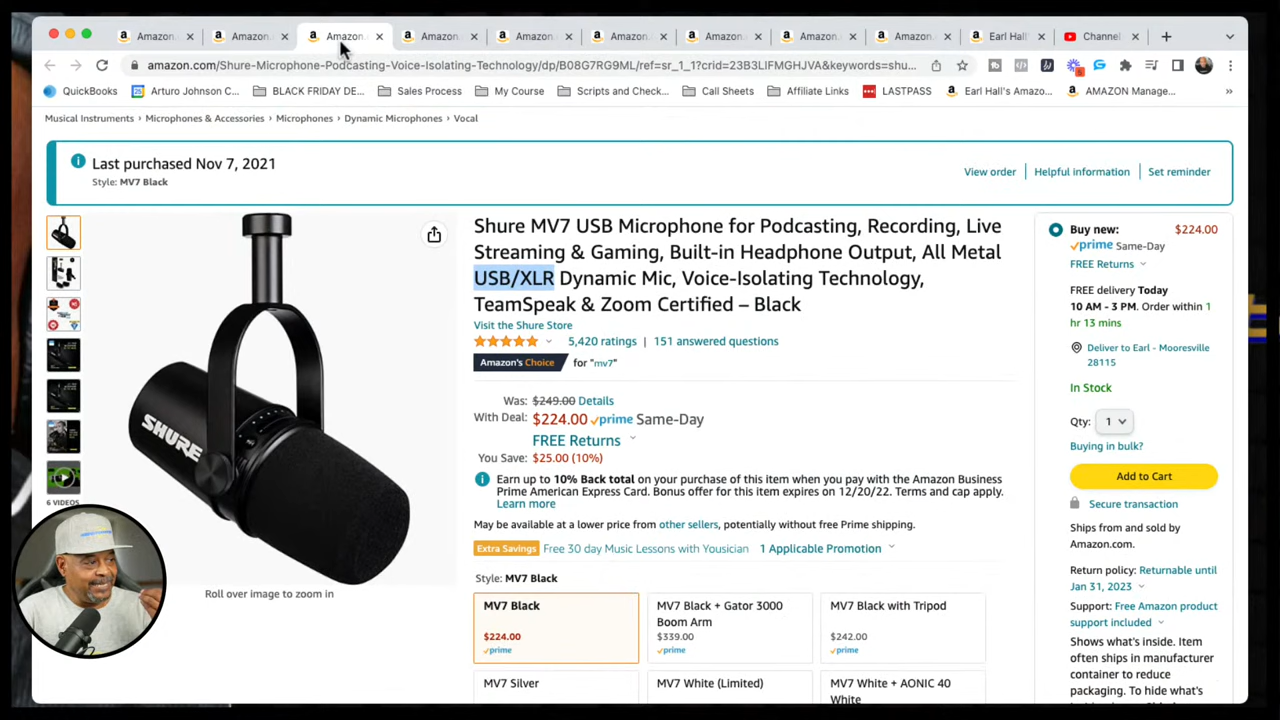 Amazon.
Amazon.
Amazon.
Amazon.
Amazon.
Amazon.
Amazon.
Amazon.
Amazon.
Earl Hall's
Channel
amazon.com/Shure-Microphone-Podcasting-Voice-Isolating-Technology/dp/B08G7RG9ML/ref=sr_1_1?crid=23B3LIFMGHJVA&keywords=shu...
QuickBooks
Arturo Johnson C...
BLACK FRIDAY DE...
Sales Process
My Course
Scripts and Check...
Call Sheets
Affiliate Links
LASTPASS
Earl Hall's Amazo...
AMAZON Manage...
»
Musical Instruments › Microphones & Accessories › Microphones › Dynamic Microphones › Vocal
Last purchased Nov 7, 2021
Style: MV7 Black
View order
Helpful information
Set reminder
SHURE
6 VIDEOS
Roll over image to zoom in
Shure MV7 USB Microphone for Podcasting, Recording, Live
Streaming & Gaming, Built-in Headphone Output, All Metal
USB/XLR Dynamic Mic, Voice-Isolating Technology,
TeamSpeak & Zoom Certified – Black
Visit the Shure Store
5,420 ratings | 151 answered questions
Amazon's Choice for "mv7"
Was: $249.00 Details
With Deal: $224.00 prime Same-Day
FREE Returns
You Save: $25.00 (10%)
Earn up to 10% Back total on your purchase of this item when you pay with the Amazon Business
Prime American Express Card. Bonus offer for this item expires on 12/20/22. Terms and cap apply.
Learn more
May be available at a lower price from other sellers, potentially without free Prime shipping.
Extra Savings Free 30 day Music Lessons with Yousician 1 Applicable Promotion
Style: MV7 Black
MV7 Black
$224.00
prime
MV7 Black + Gator 3000
Boom Arm
$339.00
prime
MV7 Black with Tripod
$242.00
prime
MV7 Silver
MV7 White (Limited)
MV7 White + AONIC 40
White
Buy new: $224.00
prime Same-Day
FREE Returns
FREE delivery Today
10 AM - 3 PM. Order within 1
hr 13 mins
Deliver to Earl - Mooresville
28115
In Stock
Qty: 1
Buying in bulk?
Add to Cart
Secure transaction
Ships from and sold by
Amazon.com.
Return policy: Returnable until
Jan 31, 2023
Support: Free Amazon product
support included
Shows what's inside. Item
often ships in manufacturer
container to reduce
packaging. To hide what's